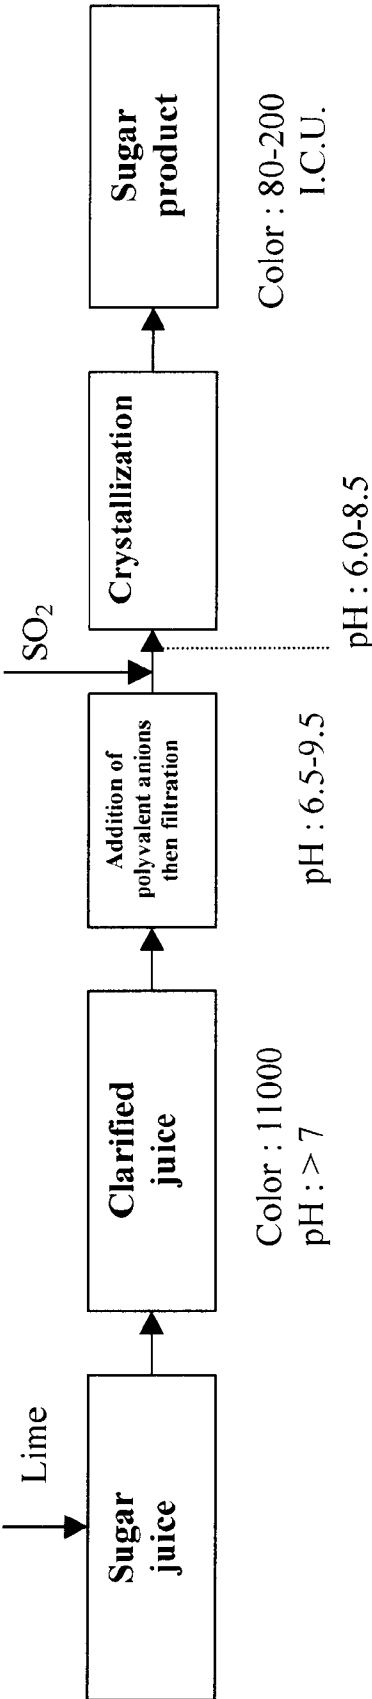 Lime
Sugar
juice
Clarified
juice
Color : 11000
pH : > 7
Addition of
polyvalent anions
then filtration
pH : 6.5-9.5
SO₂
pH : 6.0-8.5
Crystallization
Sugar
product
Color : 80-200
I.C.U.